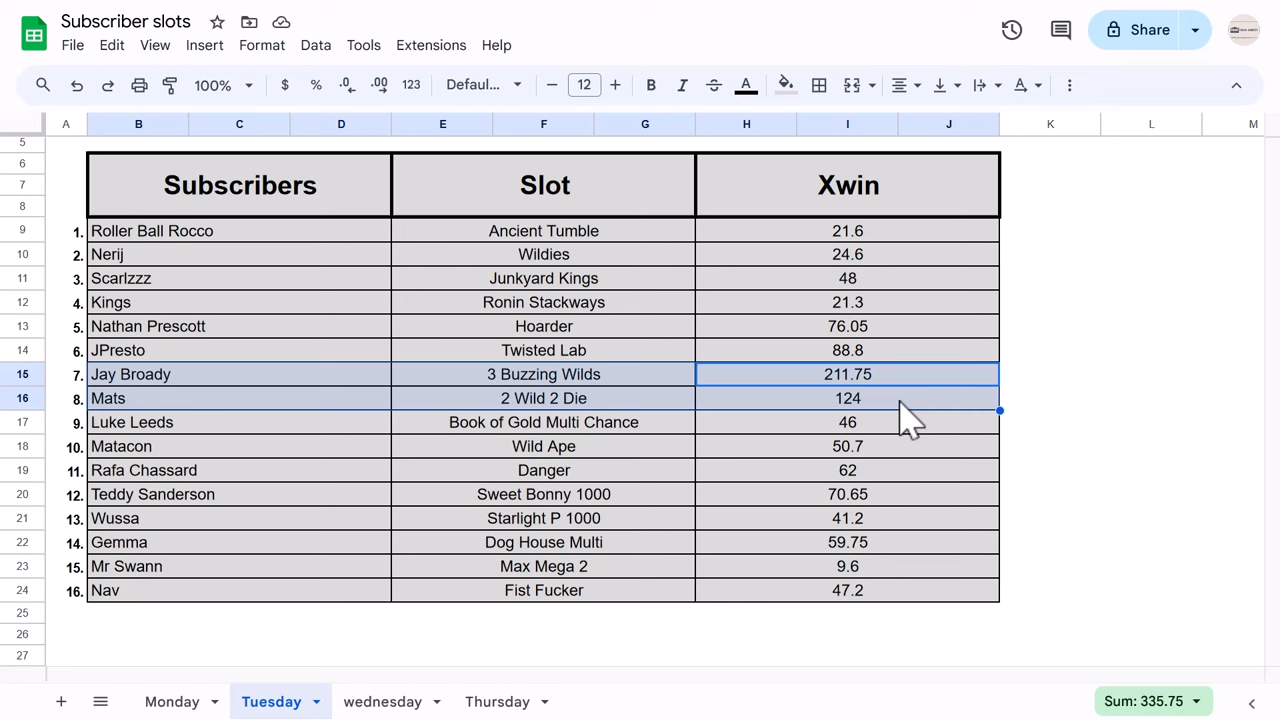 Subscriber slots
File Edit View Insert Format Data Tools Extensions Help
Share
100% $ % .0 .00 123 Defaul... 12 B I A A
A B C D E F G H I J K L M
5
6
7 Subscribers Slot Xwin
8
9 1. Roller Ball Rocco Ancient Tumble 21.6
10 2. Nerij Wildies 24.6
11 3. Scarlzzz Junkyard Kings 48
12 4. Kings Ronin Stackways 21.3
13 5. Nathan Prescott Hoarder 76.05
14 6. JPresto Twisted Lab 88.8
15 7. Jay Broady 3 Buzzing Wilds 211.75
16 8. Mats 2 Wild 2 Die 124
17 9. Luke Leeds Book of Gold Multi Chance 46
18 10. Matacon Wild Ape 50.7
19 11. Rafa Chassard Danger 62
20 12. Teddy Sanderson Sweet Bonny 1000 70.65
21 13. Wussa Starlight P 1000 41.2
22 14. Gemma Dog House Multi 59.75
23 15. Mr Swann Max Mega 2 9.6
24 16. Nav Fist Fucker 47.2
25
26
27
Monday Tuesday wednesday Thursday Sum: 335.75